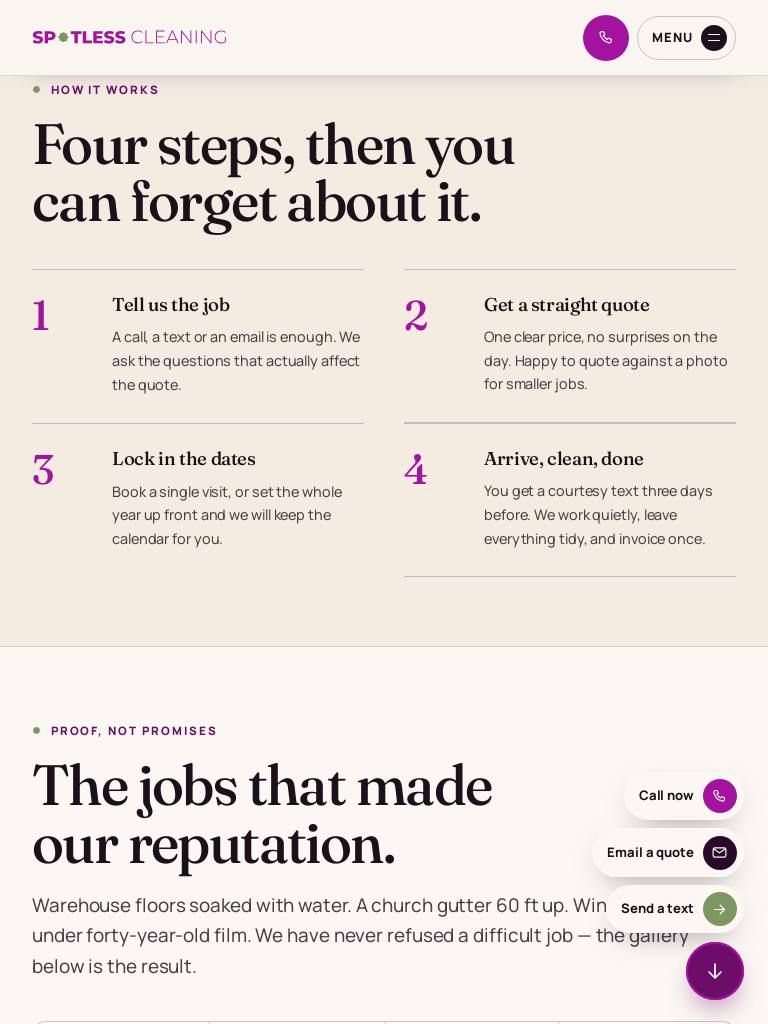 SPOTLESS CLEANING
MENU
HOW IT WORKS
Four steps, then you
can forget about it.
1
Tell us the job
A call, a text or an email is enough. We
ask the questions that actually affect
the quote.
2
Get a straight quote
One clear price, no surprises on the
day. Happy to quote against a photo
for smaller jobs.
3
Lock in the dates
Book a single visit, or set the whole
year up front and we will keep the
calendar for you.
4
Arrive, clean, done
You get a courtesy text three days
before. We work quietly, leave
everything tidy, and invoice once.
PROOF, NOT PROMISES
The jobs that made
our reputation.
Warehouse floors soaked with water. A church gutter 60 ft up.
under forty-year-old film. We have never refused a difficult job — the gallery
below is the result.
Call now
Email a quote
Send a text